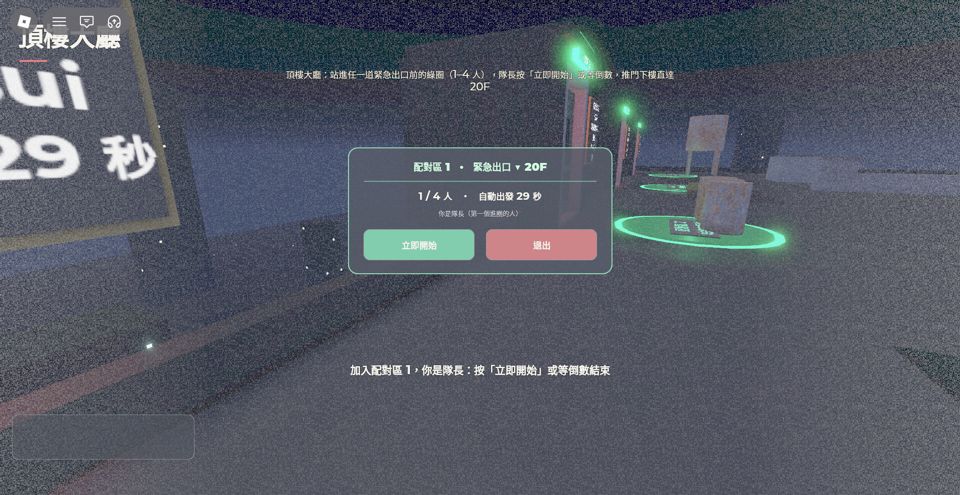 頂樓大廳
sui
29 秒
頂樓大廳：站進任一道緊急出口前的綠圈（1–4 人），隊長按「立即開始」或等倒數，推門下樓直達
20F
配對區 1 • 緊急出口 ▼ 20F
1 / 4 人 • 自動出發 29 秒
你是隊長（第一個進圈的人）
立即開始
退出
加入配對區 1，你是隊長：按「立即開始」或等倒數結束